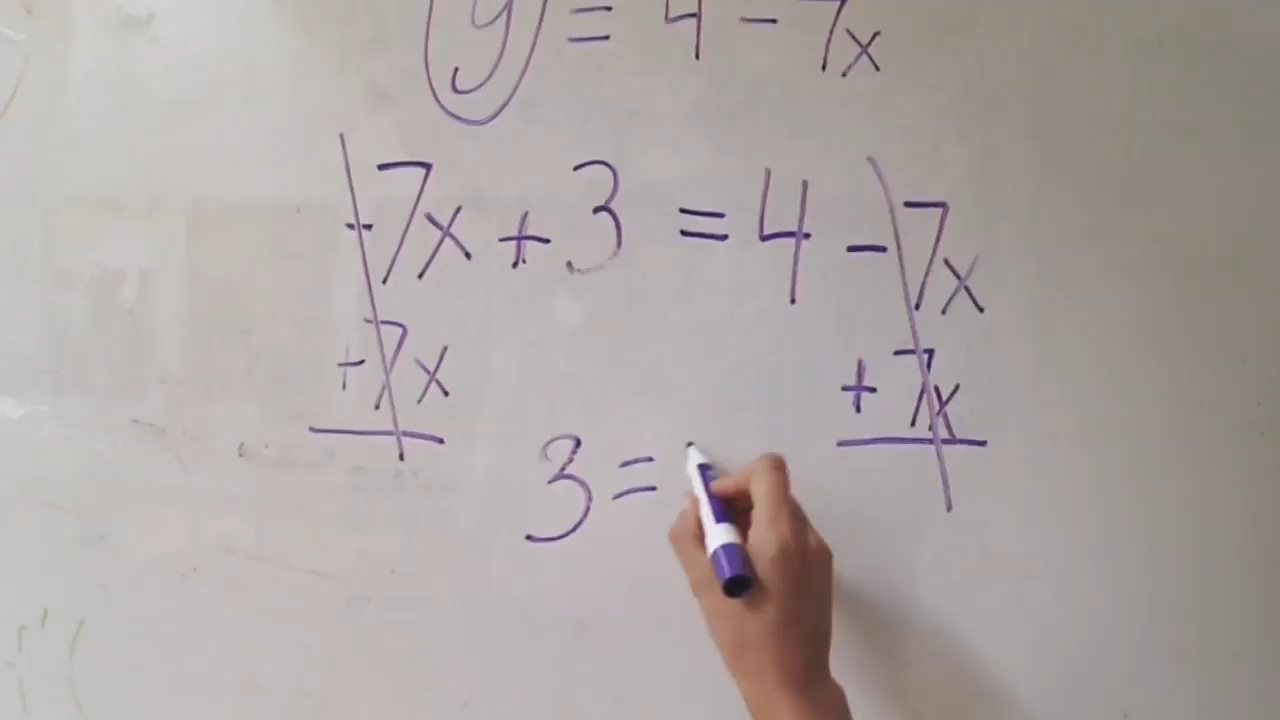 y = 4 - 7x
-7x + 3 = 4 - 7x
+7x + 7x
3 =